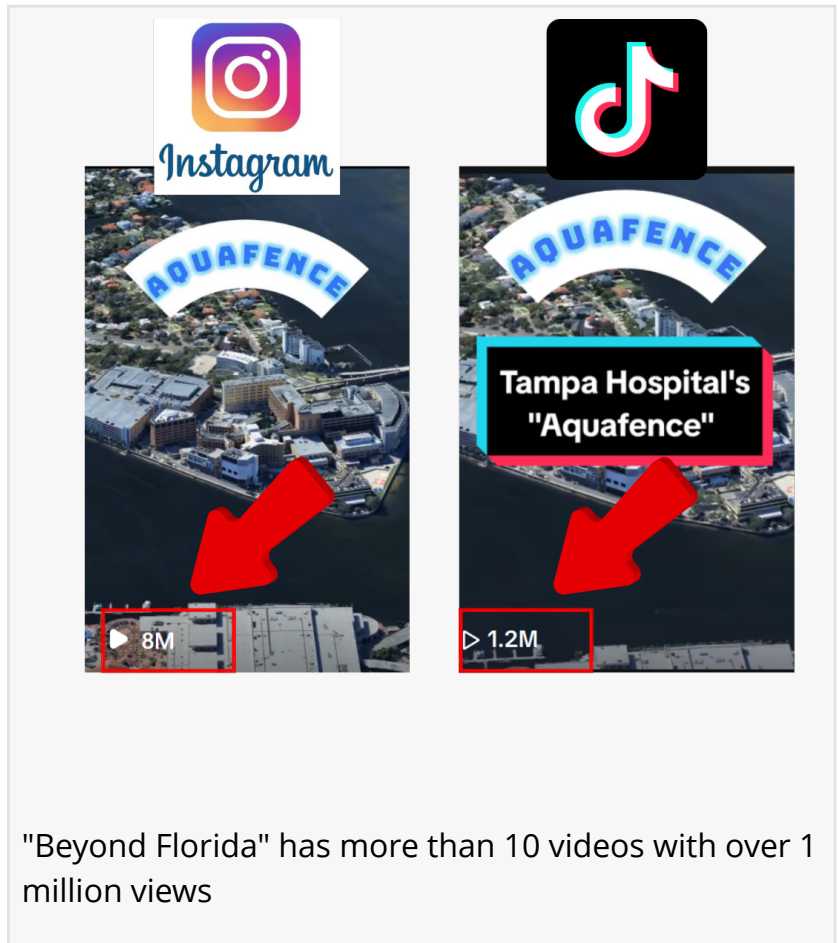 Instagram
AQUAFENCE
AQUAFENCE
Tampa Hospital's
"Aquafence"
8M
1.2M
"Beyond Florida" has more than 10 videos with over 1
million views